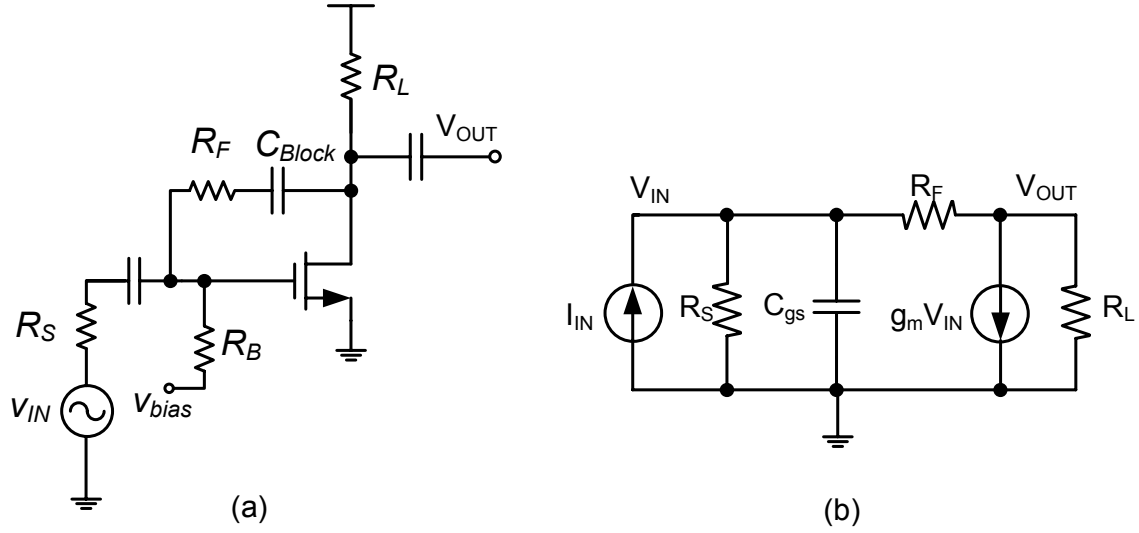 R_L
V_OUT
R_F
C_Block
R_S
R_B
v_IN
v_bias
(a)
V_IN
R_F
V_OUT
I_IN
R_S
C_gs
g_mV_IN
R_L
(b)